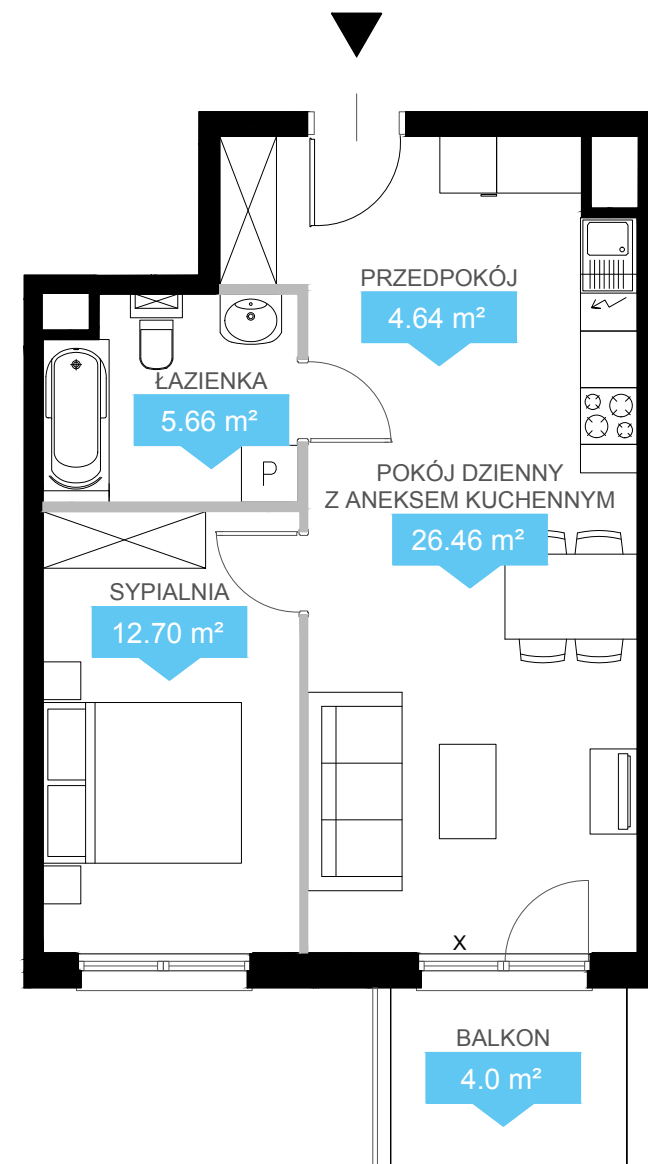 PRZEDPOKÓJ
4.64 m²
ŁAZIENKA
5.66 m²
P
POKÓJ DZIENNY
Z ANEKSEM KUCHENNYM
26.46 m²
SYPIALNIA
12.70 m²
X
BALKON
4.0 m²